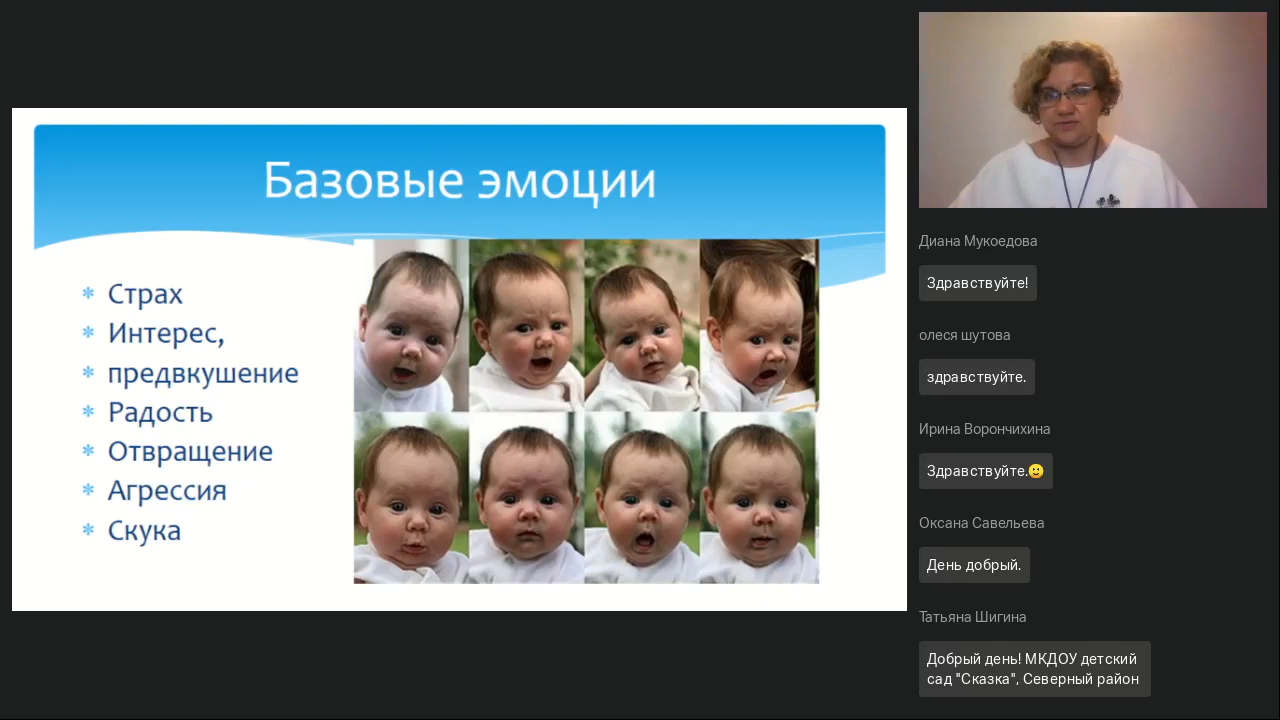 Базовые эмоции
Страх
Интерес,
предвкушение
Радость
Отвращение
Агрессия
Скука
Диана Мукоедова
Здравствуйте!
олеся шутова
здравствуйте.
Ирина Ворончихина
Здравствуйте.🙂
Оксана Савельева
День добрый.
Татьяна Шигина
Добрый день! МКДОУ детский
сад "Сказка", Северный район